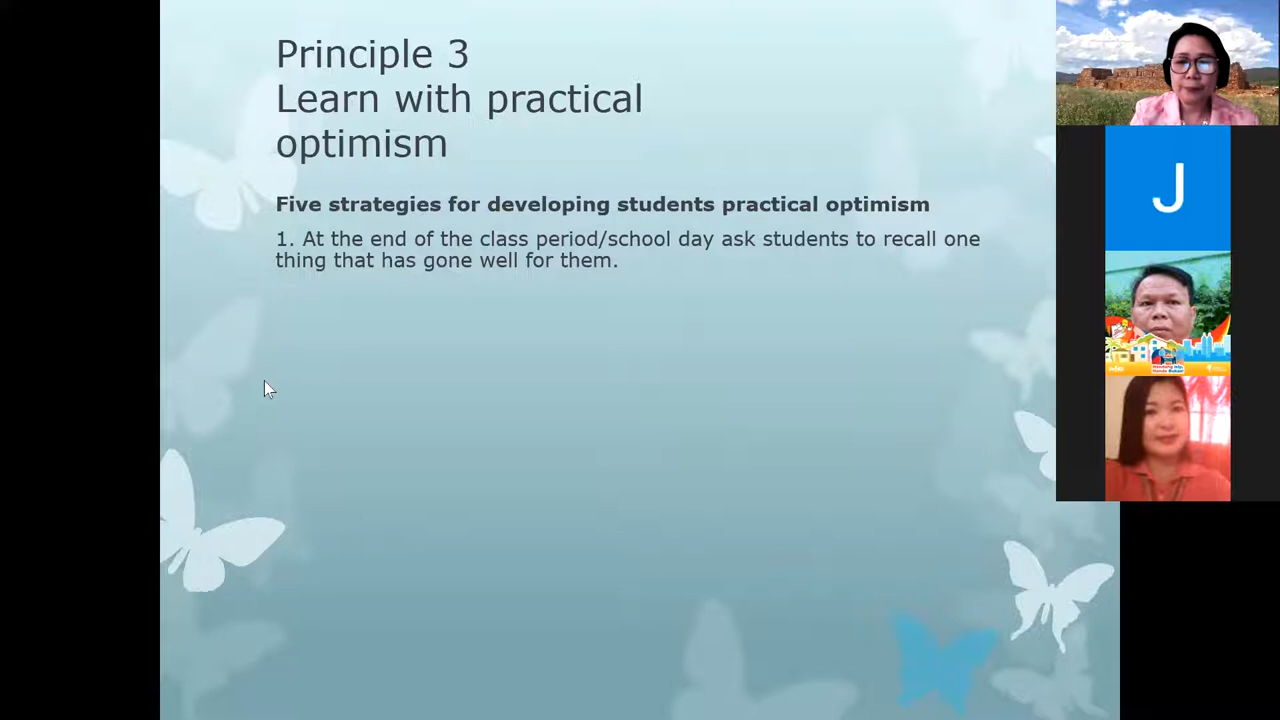 Principle 3
Learn with practical
optimism
Five strategies for developing students practical optimism
1. At the end of the class period/school day ask students to recall one
thing that has gone well for them.
J